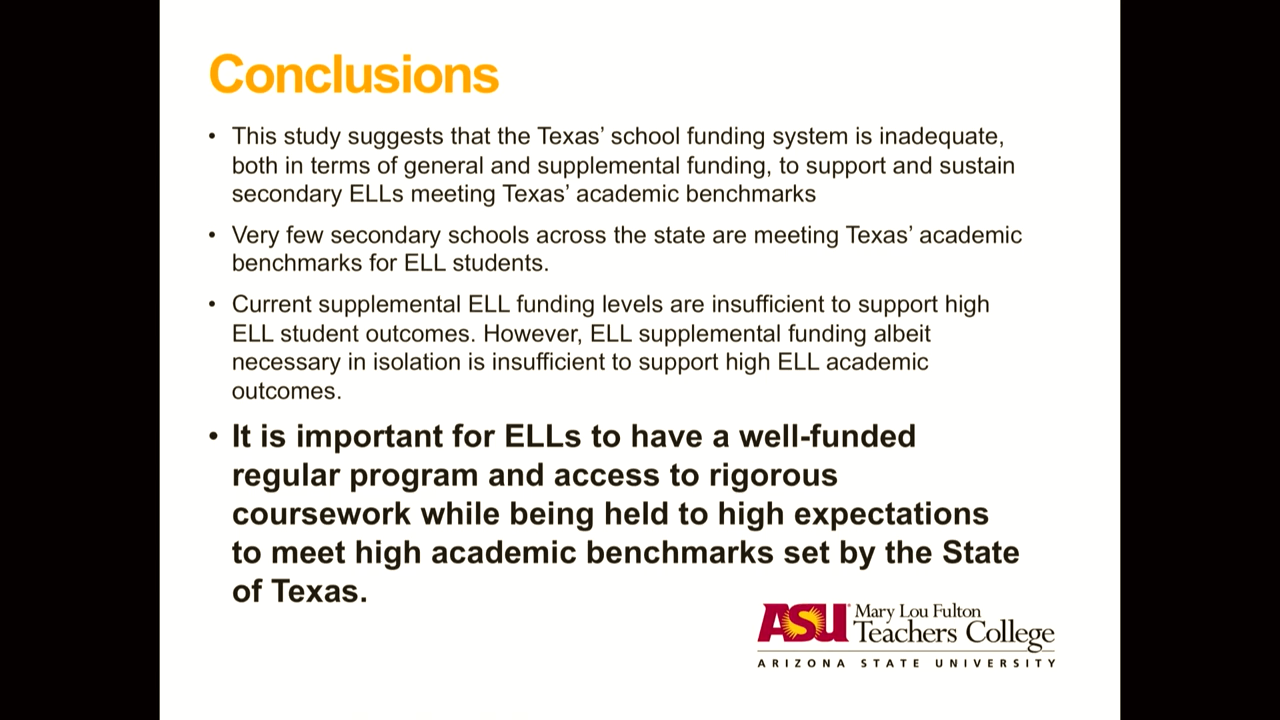 Conclusions
• This study suggests that the Texas’ school funding system is inadequate,
both in terms of general and supplemental funding, to support and sustain
secondary ELLs meeting Texas’ academic benchmarks
• Very few secondary schools across the state are meeting Texas’ academic
benchmarks for ELL students.
• Current supplemental ELL funding levels are insufficient to support high
ELL student outcomes. However, ELL supplemental funding albeit
necessary in isolation is insufficient to support high ELL academic
outcomes.
• It is important for ELLs to have a well-funded
regular program and access to rigorous
coursework while being held to high expectations
to meet high academic benchmarks set by the State
of Texas.
ASU Mary Lou Fulton
Teachers College
ARIZONA STATE UNIVERSITY